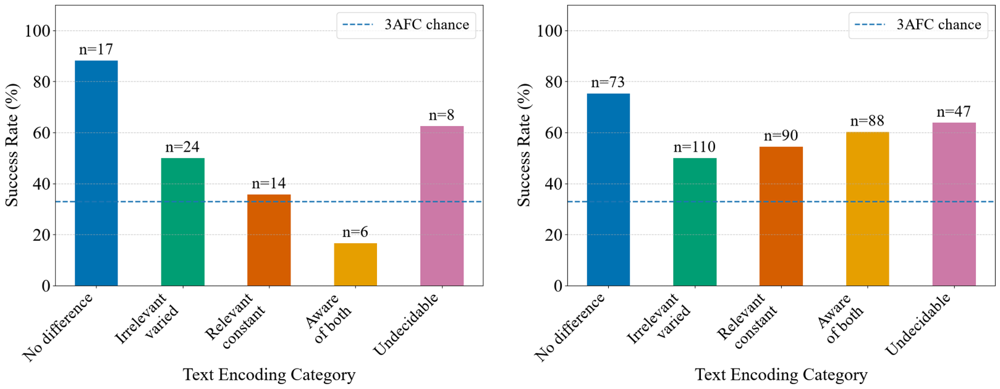 3AFC chance
100
80
60
40
20
0
Success Rate (%)
n=17
n=24
n=14
n=6
n=8
No difference
Irrelevant
varied
Relevant
constant
Aware
of both
Undecidable
Text Encoding Category
3AFC chance
100
80
60
40
20
0
Success Rate (%)
n=73
n=110
n=90
n=88
n=47
No difference
Irrelevant
varied
Relevant
constant
Aware
of both
Undecidable
Text Encoding Category